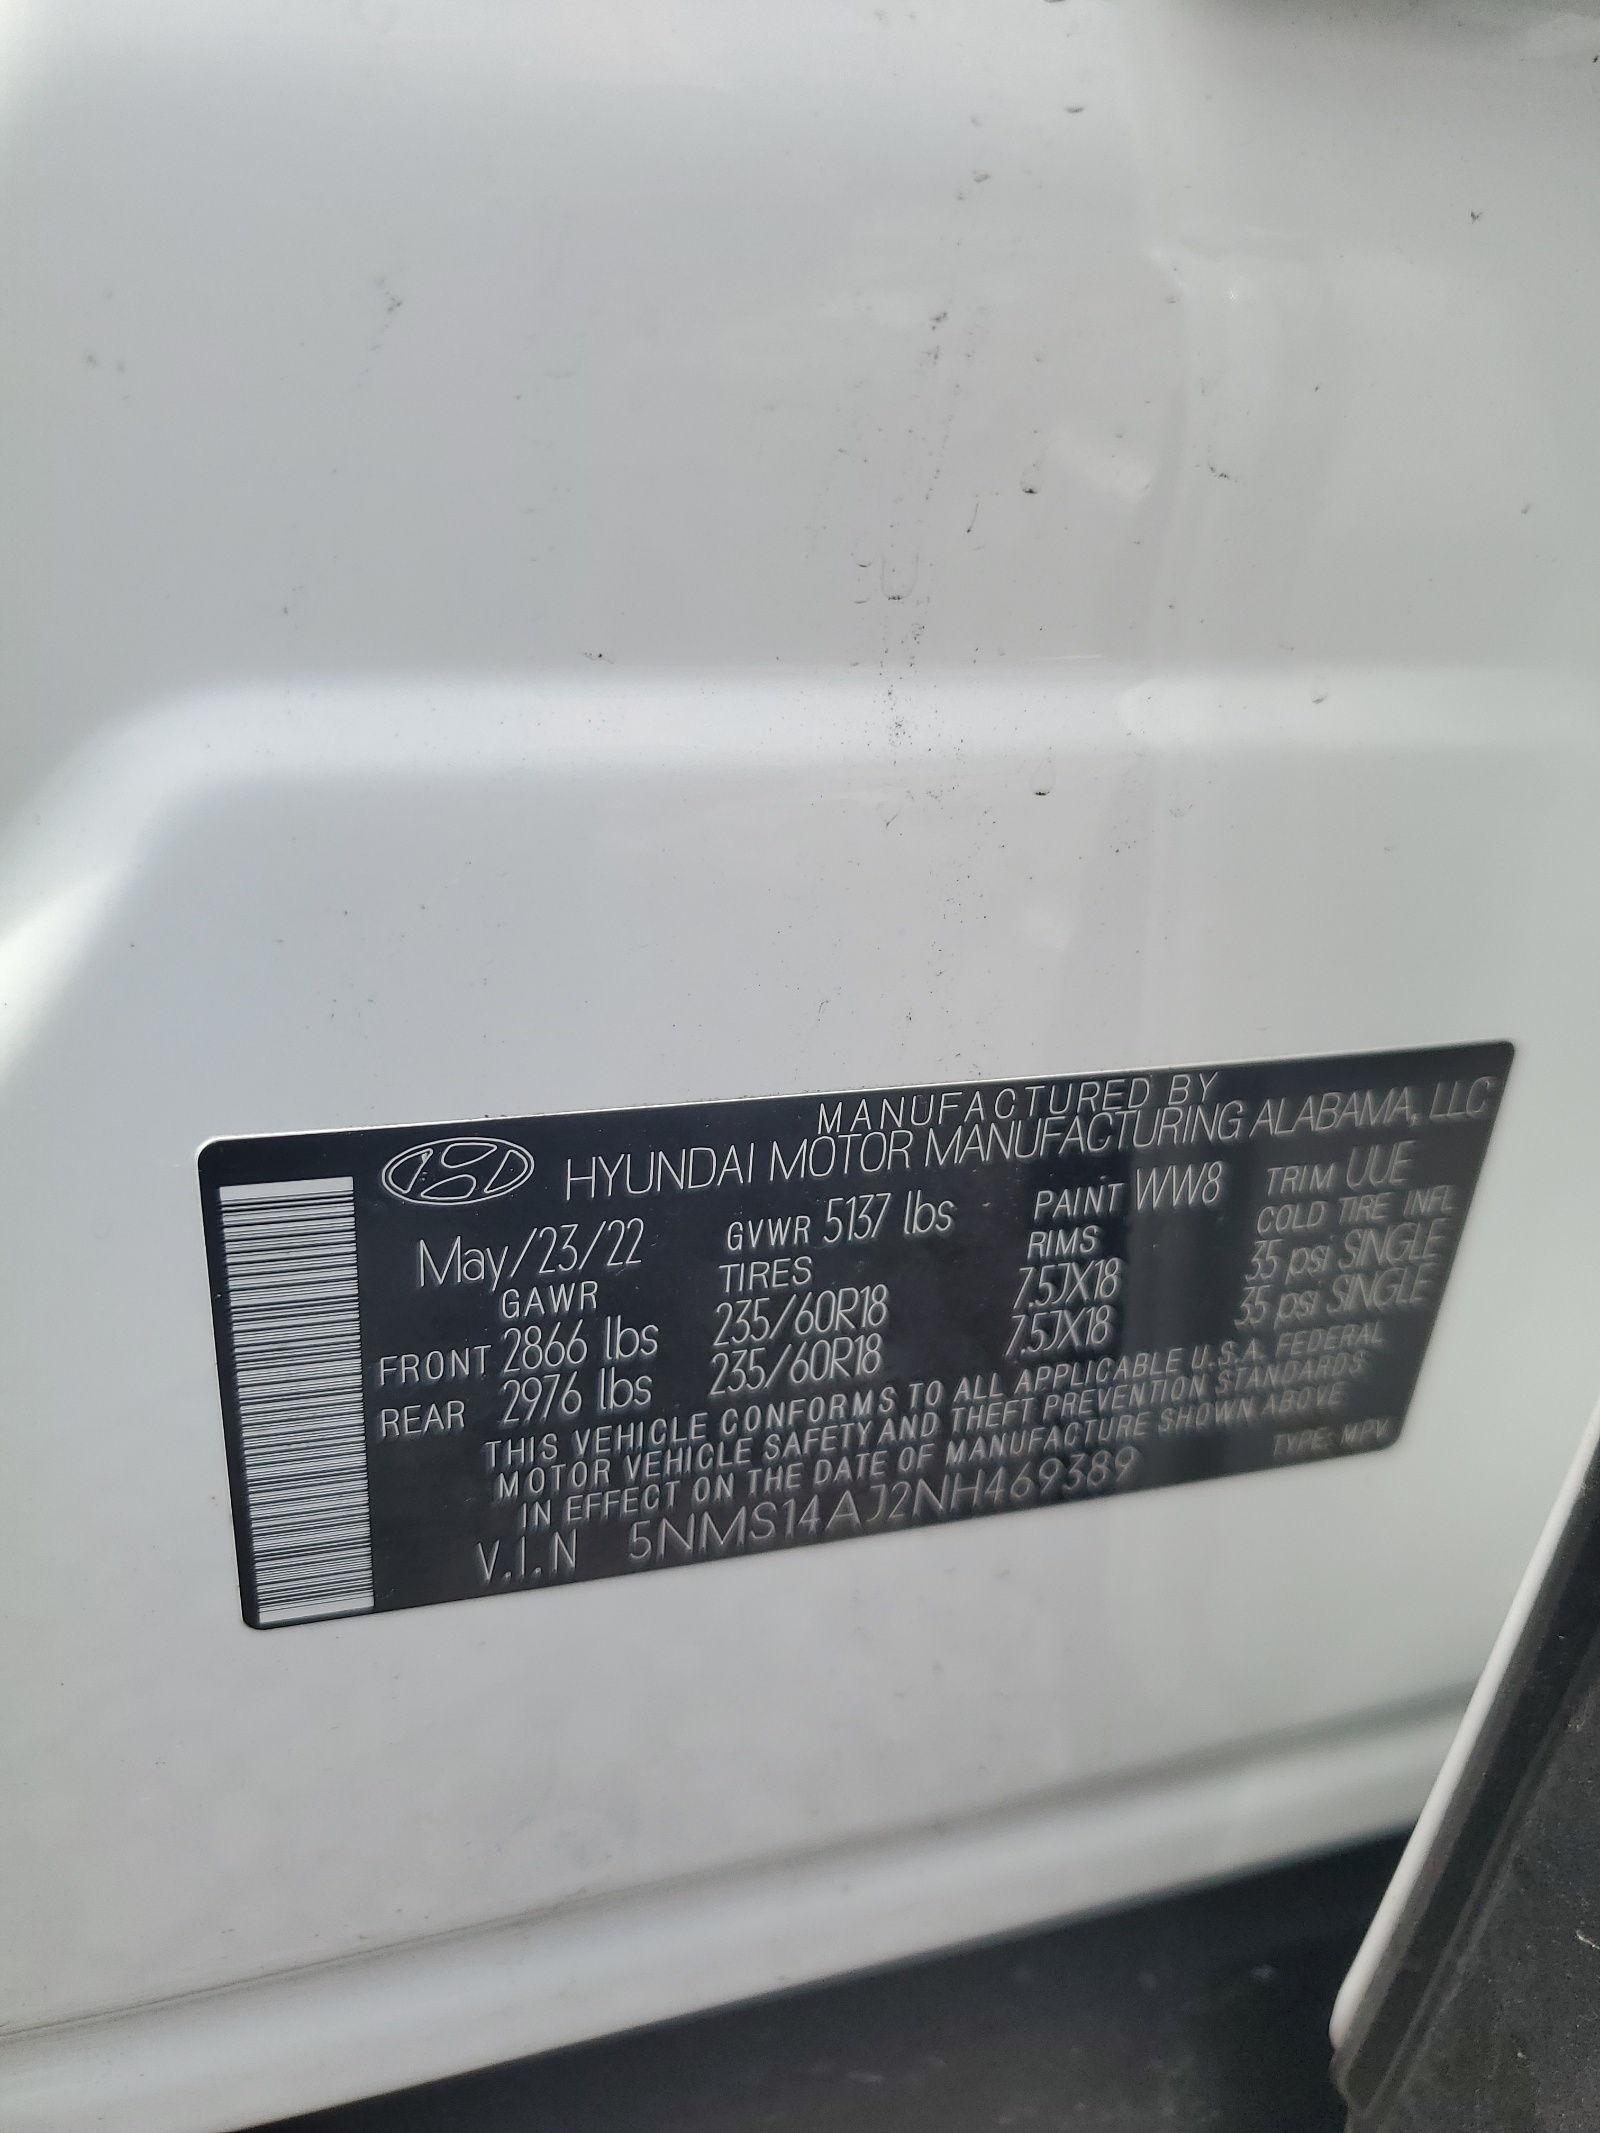 MANUFACTURED BY
HYUNDAI MOTOR MANUFACTURING ALABAMA, LLC
May/23/22 GVWR 5137 lbs PAINT WW8 TRIM UUE
GAWR TIRES RIMS COLD TIRE INFL
FRONT 2866 lbs 235/60R18 7.5JX18 35 psi SINGLE
REAR 2976 lbs 235/60R18 7.5JX18 35 psi SINGLE
THIS VEHICLE CONFORMS TO ALL APPLICABLE U.S.A. FEDERAL
MOTOR VEHICLE SAFETY AND THEFT PREVENTION STANDARDS
IN EFFECT ON THE DATE OF MANUFACTURE SHOWN ABOVE
V.I.N 5NMS14AJ2NH469389 TYPE: MPV